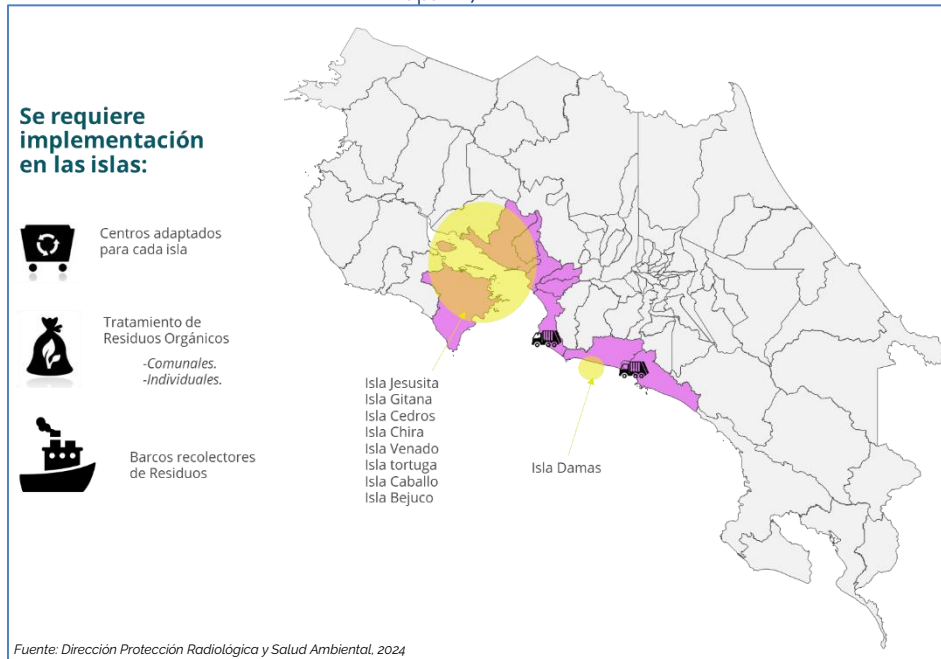 Se requiere
implementación
en las islas:
Centros adaptados
para cada isla
Tratamiento de
Residuos Orgánicos
-Comunales.
-Individuales.
Barcos recolectores
de Residuos
Isla Jesusita
Isla Gitana
Isla Cedros
Isla Chira
Isla Venado
Isla tortuga
Isla Caballo
Isla Bejuco
Isla Damas
Fuente: Dirección Protección Radiológica y Salud Ambiental, 2024